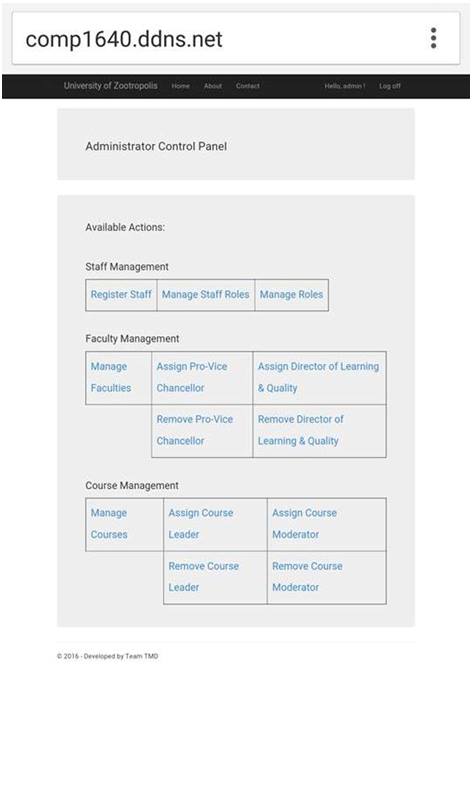 comp1640.ddns.net
University of Zootropolis Home About Contact Hello, admin ! Log off
Administrator Control Panel
Available Actions:
Staff Management
Register Staff Manage Staff Roles Manage Roles
Faculty Management
Manage
Faculties
Assign Pro-Vice
Chancellor
Assign Director of Learning
& Quality
Remove Pro-Vice
Chancellor
Remove Director of
Learning & Quality
Course Management
Manage
Courses
Assign Course
Leader
Assign Course
Moderator
Remove Course
Leader
Remove Course
Moderator
© 2016 - Developed by Team TMD